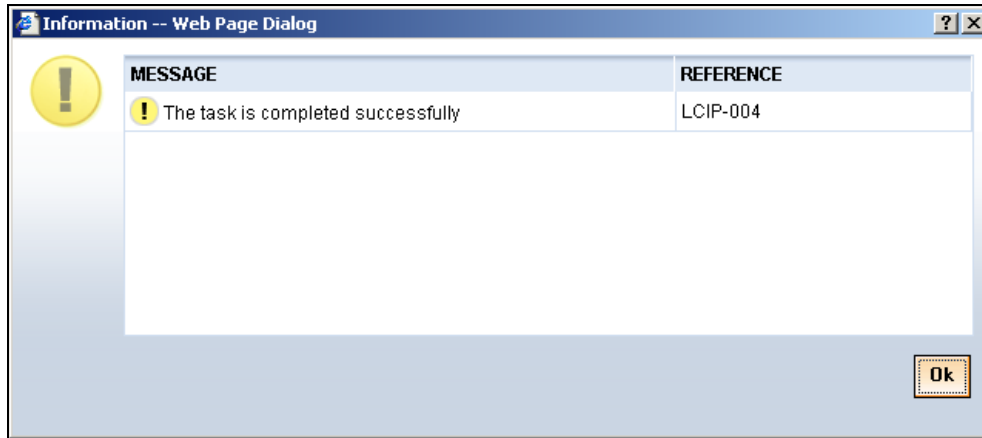 Information -- Web Page Dialog
MESSAGE REFERENCE
The task is completed successfully LCIP-004
Ok